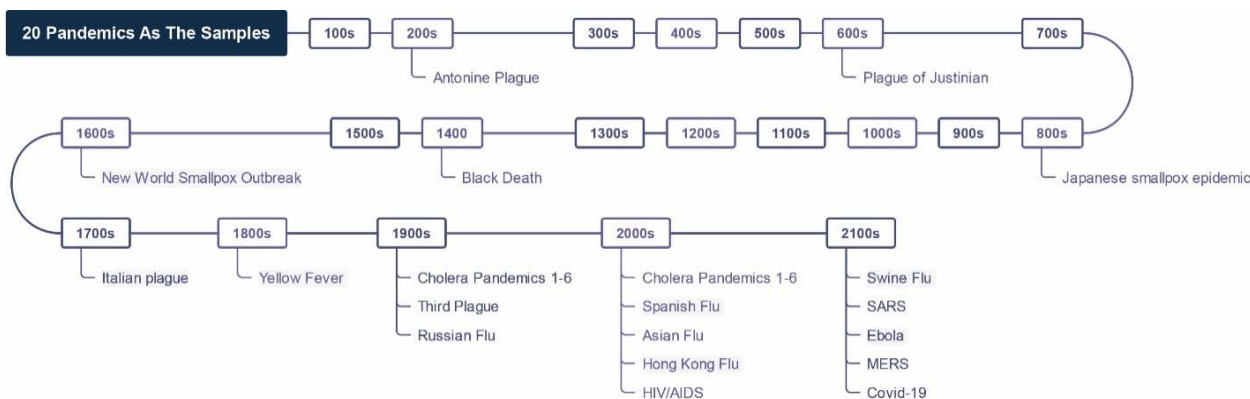 20 Pandemics As The Samples
100s
200s
Antonine Plague
300s
400s
500s
600s
Plague of Justinian
700s
800s
Japanese smallpox epidemic
900s
1000s
1100s
1200s
1300s
1400
Black Death
1500s
1600s
New World Smallpox Outbreak
1700s
Italian plague
1800s
Yellow Fever
1900s
Cholera Pandemics 1-6
Third Plague
Russian Flu
2000s
Cholera Pandemics 1-6
Spanish Flu
Asian Flu
Hong Kong Flu
HIV/AIDS
2100s
Swine Flu
SARS
Ebola
MERS
Covid-19